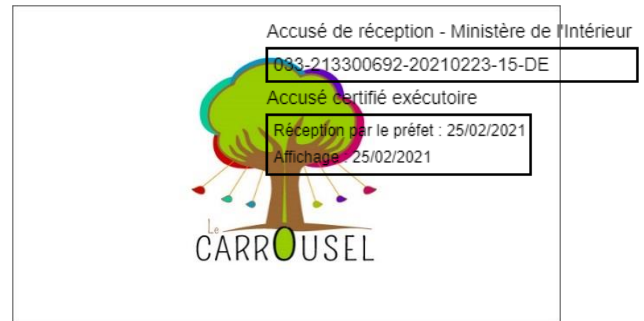 Accusé de réception - Ministère de l'Intérieur
033-213300692-20210223-15-DE
Accusé certifié exécutoire
Réception par le préfet : 25/02/2021
Affichage : 25/02/2021
Le
CARROUSEL